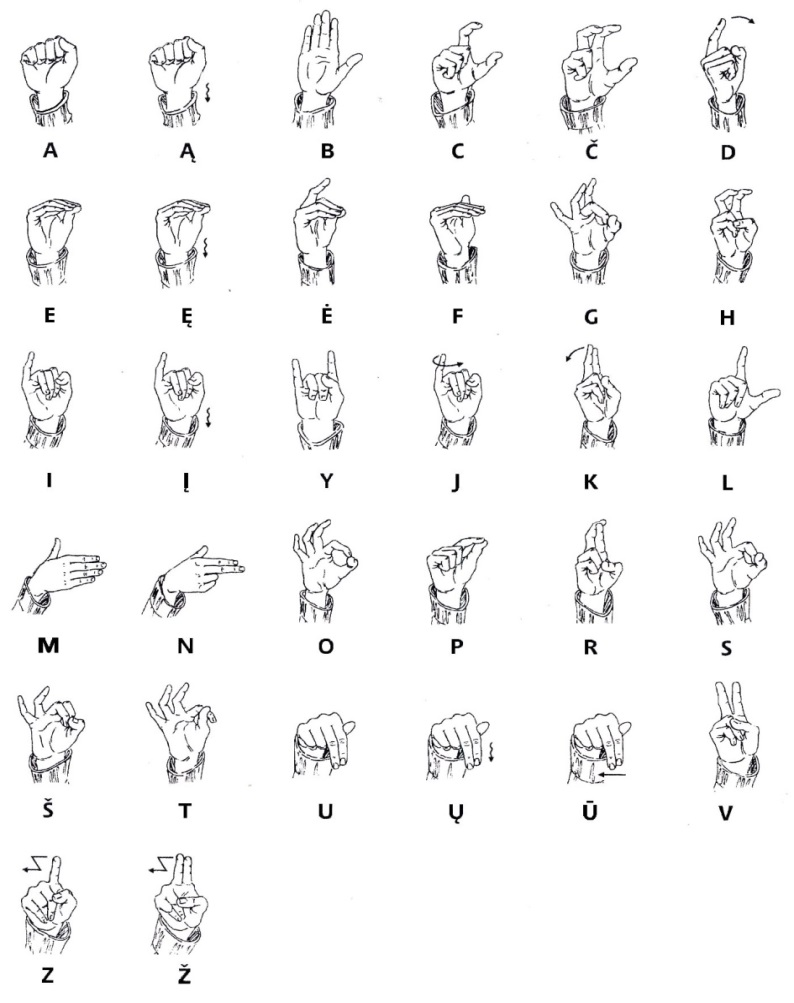 A Ą B C Č D
E Ę Ė F G H
I Į Y J K L
M N O P R S
Š T U Ų Ū V
Z Ž